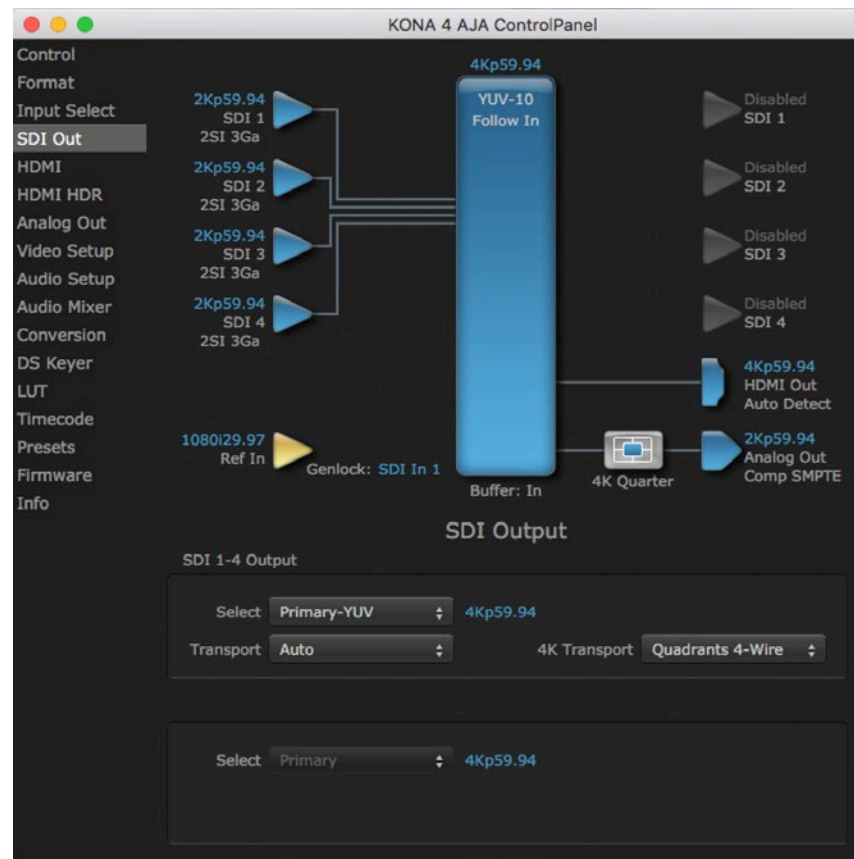 KONA 4 AJA ControlPanel
Control
Format
Input Select
SDI Out
HDMI
HDMI HDR
Analog Out
Video Setup
Audio Setup
Audio Mixer
Conversion
DS Keyer
LUT
Timecode
Presets
Firmware
Info
2Kp59.94
SDI 1
2SI 3Ga
2Kp59.94
SDI 2
2SI 3Ga
2Kp59.94
SDI 3
2SI 3Ga
2Kp59.94
SDI 4
2SI 3Ga
1080i29.97
Ref In
Genlock: SDI In 1
4Kp59.94
YUV-10
Follow In
Buffer: In
Disabled
SDI 1
Disabled
SDI 2
Disabled
SDI 3
Disabled
SDI 4
4Kp59.94
HDMI Out
Auto Detect
4K Quarter
2Kp59.94
Analog Out
Comp SMPTE
SDI Output
SDI 1-4 Output
Select Primary-YUV 4Kp59.94
Transport Auto 4K Transport Quadrants 4-Wire
Select Primary 4Kp59.94